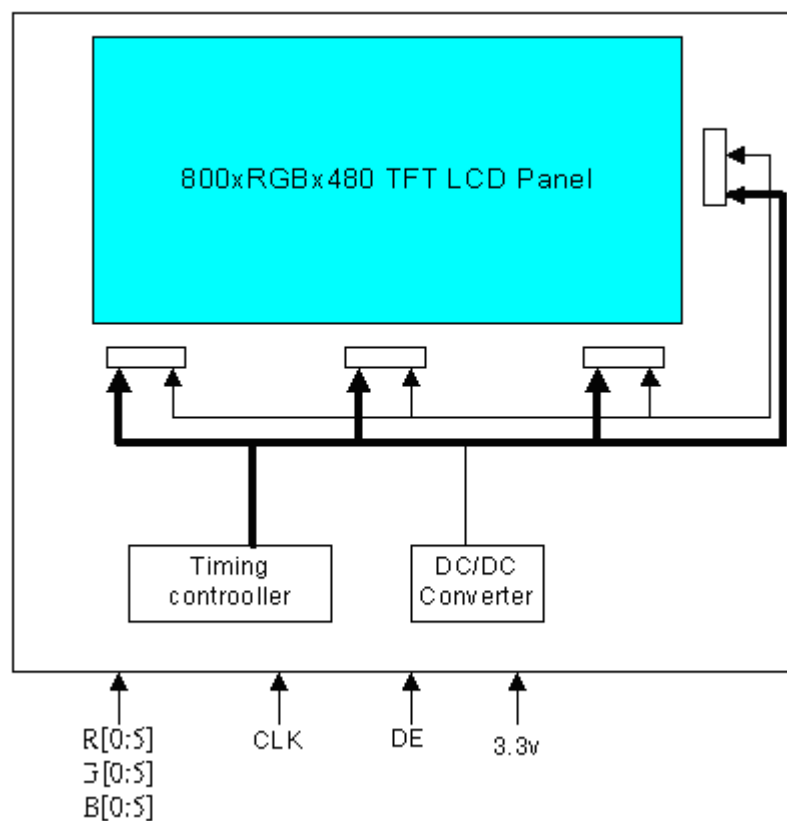 800xRGBx480 TFT LCD Panel
Timing
controoller
DC/DC
Converter
R[0:5]
G[0:5]
B[0:5]
CLK
DE
3.3v